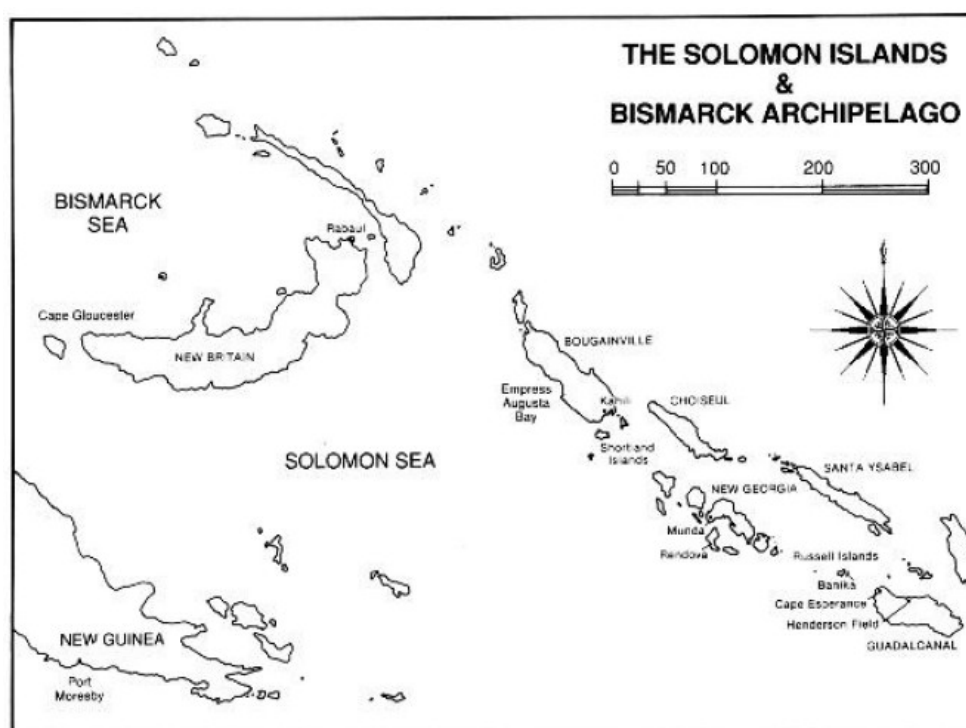 THE SOLOMON ISLANDS
&
BISMARCK ARCHIPELAGO
0 50 100 200 300
BISMARCK
SEA
Rabaul
Cape Gloucester
NEW BRITAIN
BOUGAINVILLE
Empress
Augusta
Bay
Kahili
CHOISEUL
Shortland
Islands
SOLOMON SEA
SANTA YSABEL
NEW GEORGIA
Munda
Rendova
Russell Islands
Banika
Cape Esperance
Henderson Field
GUADALCANAL
NEW GUINEA
Port
Moresby